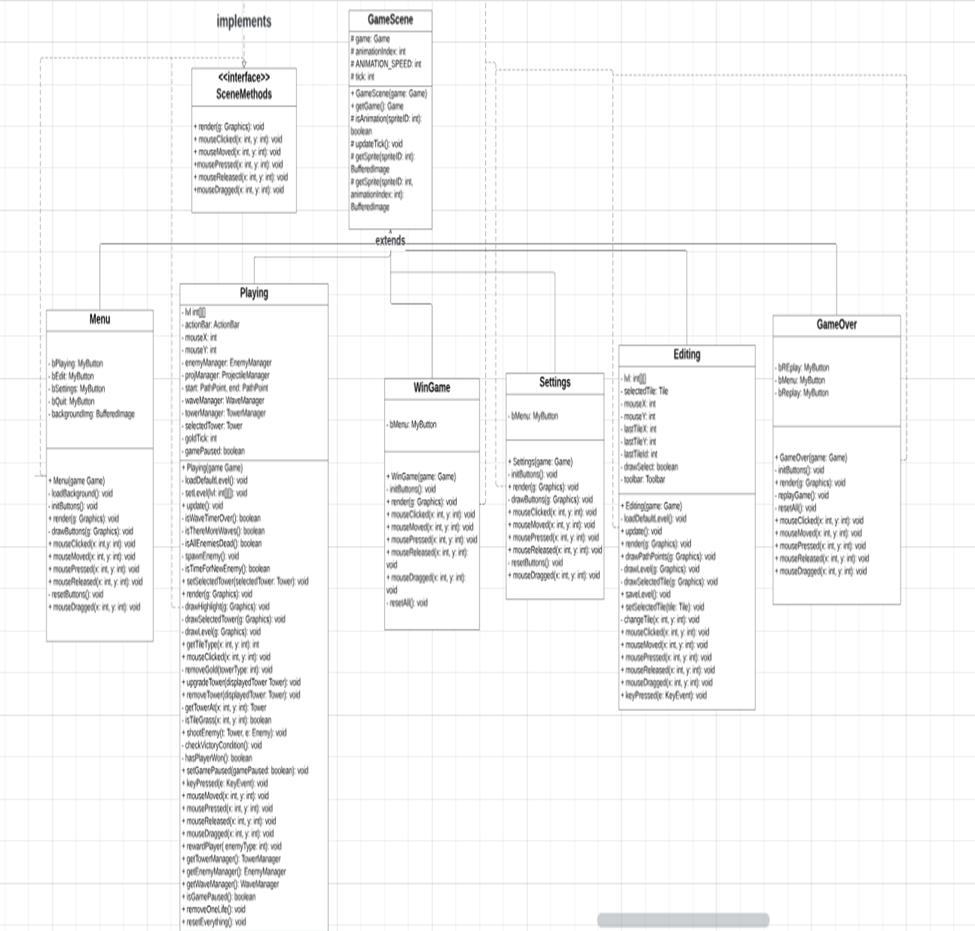 implements
<<interface>>
SceneMethods
+ render(g: Graphics): void
+ mouseClicked(x: int, y: int): void
+ mouseMoved(x: int, y: int): void
+mousePressed(x: int, y: int): void
+ mouseReleased(x: int, y: int): void
+mouseDragged(x: int, y: int): void
GameScene
# game: Game
# animationIndex: int
# ANIMATION_SPEED: int
# tick: int
+ GameScene(game: Game)
+ getGame(): Game
# isAnimation(spriteID: int):
boolean
# updateTick(): void
# getSprite(spriteID: int):
BufferedImage
# getSprite(spriteID: int,
animationIndex: int):
BufferedImage
extends
Menu
- bPlaying: MyButton
- bEdit: MyButton
- bSettings: MyButton
- bQuit: MyButton
- backgroundImg: BufferedImage
+ Menu(game Game)
- loadBackground(): void
- initButtons(): void
+ render(g: Graphics): void
- drawButtons(g: Graphics): void
+ mouseClicked(x: int, y: int): void
+ mouseMoved(x: int, y: int): void
+ mousePressed(x: int, y: int): void
+ mouseReleased(x: int, y: int): void
- resetButtons(): void
+ mouseDragged(x: int, y: int): void
Playing
- lvl int[][]
- actionBar: ActionBar
- mouseX: int
- mouseY: int
- enemyManager: EnemyManager
- projManager: ProjectileManager
- start: PathPoint, end: PathPoint
- waveManager: WaveManager
- towerManager: TowerManager
- selectedTower: Tower
- goldTick: int
- gamePaused: boolean
+ Playing(game Game)
- loadDefaultLevel(): void
- setLevel(lvl: int[][]): void
+ update(): void
- isWaveTimerOver(): boolean
- isThereMoreWaves(): boolean
- isAllEnemiesDead(): boolean
- spawnEnemy(): void
- isTimeForNewEnemy(): boolean
+ setSelectedTower(selectedTower: Tower): void
+ render(g: Graphics): void
- drawHighlight(g: Graphics): void
- drawSelectedTower(g: Graphics): void
- drawLevel(g: Graphics): void
+ getTileType(x: int, y: int): int
+ mouseClicked(x: int, y: int): void
- removeGold(towerType: int): void
+ upgradeTower(displayedTower Tower): void
+ removeTower(displayedTower: Tower): void
- getTowerAt(x: int, y: int): Tower
- isTileGrass(x: int, y: int): boolean
+ shootEnemy(t: Tower, e: Enemy): void
- checkVictoryCondition(): void
- hasPlayerWon(): boolean
+ setGamePaused(gamePaused: boolean): void
+ keyPressed(e: KeyEvent): void
+ mouseMoved(x: int, y: int): void
+ mousePressed(x: int, y: int): void
+ mouseReleased(x: int, y: int): void
+ mouseDragged(x: int, y: int): void
+ rewardPlayer( enemyType: int): void
+ getTowerManager(): TowerManager
+ getEnemyManager(): EnemyManager
+ getWaveManager(): WaveManager
+ isGamePaused(): boolean
+ removeOneLife(): void
+ resetEverything(): void
WinGame
- bMenu: MyButton
+ WinGame(game: Game)
- initButtons(): void
+ render(g: Graphics): void
+ mouseClicked(x: int, y: int): void
+ mouseMoved(x: int, y: int): void
+ mousePressed(x: int, y: int): void
+ mouseReleased(x: int, y: int):
void
+ mouseDragged(x: int, y: int):
void
- resetAll(): void
Settings
- bMenu: MyButton
+ Settings(game: Game)
- initButtons(): void
+ render(g: Graphics): void
- drawButtons(g: Graphics): void
+ mouseClicked(x: int, y: int): void
+ mouseMoved(x: int, y: int): void
+ mousePressed(x: int, y: int): void
+ mouseReleased(x: int, y: int): void
- resetButtons(): void
+ mouseDragged(x: int, y: int): void
Editing
- lvl: int[][]
- selectedTile: Tile
- mouseX: int
- mouseY: int
- lastTileX: int
- lastTileY: int
- lastTileId: int
- drawSelect: boolean
- toolbar: Toolbar
+ Editing(game: Game)
- loadDefaultLevel(): void
+ update(): void
+ render(g: Graphics): void
+ drawPathPoints(g: Graphics): void
- drawLevel(g: Graphics): void
- drawSelectedTile(g: Graphics): void
+ saveLevel(): void
+ setSelectedTile(tile: Tile): void
- changeTile(x: int, y: int): void
+ mouseClicked(x: int, y: int): void
+ mouseMoved(x: int, y: int): void
+ mousePressed(x: int, y: int): void
+ mouseReleased(x: int, y: int): void
+ mouseDragged(x: int, y: int): void
+ keyPressed(e: KeyEvent): void
GameOver
- bREplay: MyButton
- bMenu: MyButton
- bReplay: MyButton
+ GameOver(game: Game)
- initButtons(): void
+ render(g: Graphics): void
- replayGame(): void
- resetAll(): void
+ mouseClicked(x: int, y: int): void
+ mouseMoved(x: int, y: int): void
+ mousePressed(x: int, y: int): void
+ mouseReleased(x: int, y: int): void
+ mouseDragged(x: int, y: int): void